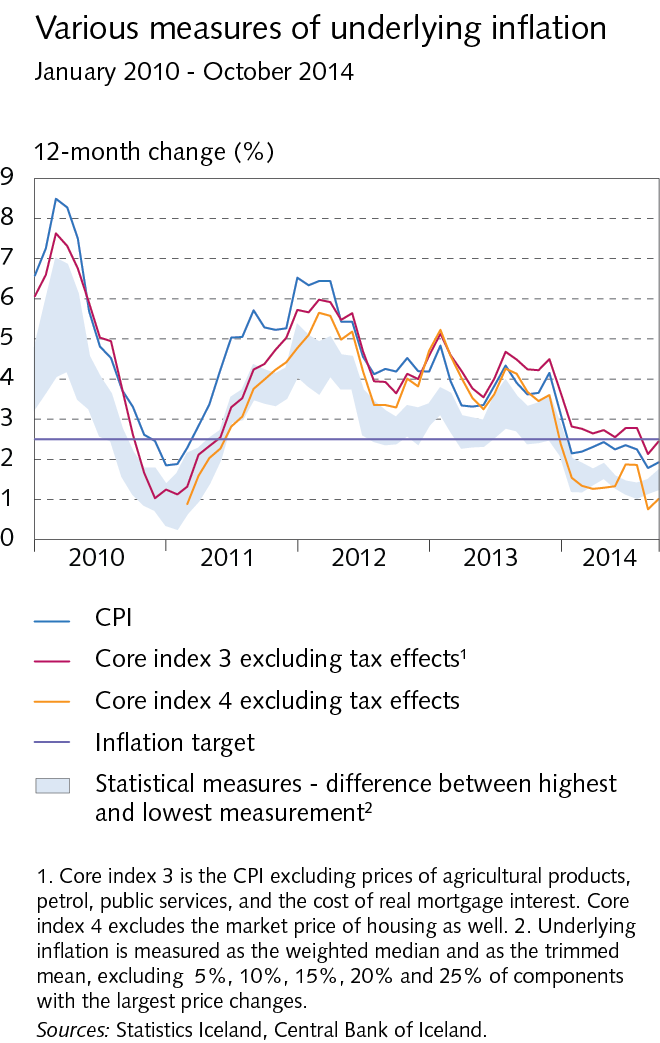 Various measures of underlying inflation
January 2010 - October 2014
12-month change (%)
9
8
7
6
5
4
3
2
1
0
2010 2011 2012 2013 2014
CPI
Core index 3 excluding tax effects¹
Core index 4 excluding tax effects
Inflation target
Statistical measures - difference between highest
and lowest measurement²
1. Core index 3 is the CPI excluding prices of agricultural products,
petrol, public services, and the cost of real mortgage interest. Core
index 4 excludes the market price of housing as well. 2. Underlying
inflation is measured as the weighted median and as the trimmed
mean, excluding 5%, 10%, 15%, 20% and 25% of components
with the largest price changes.
Sources: Statistics Iceland, Central Bank of Iceland.